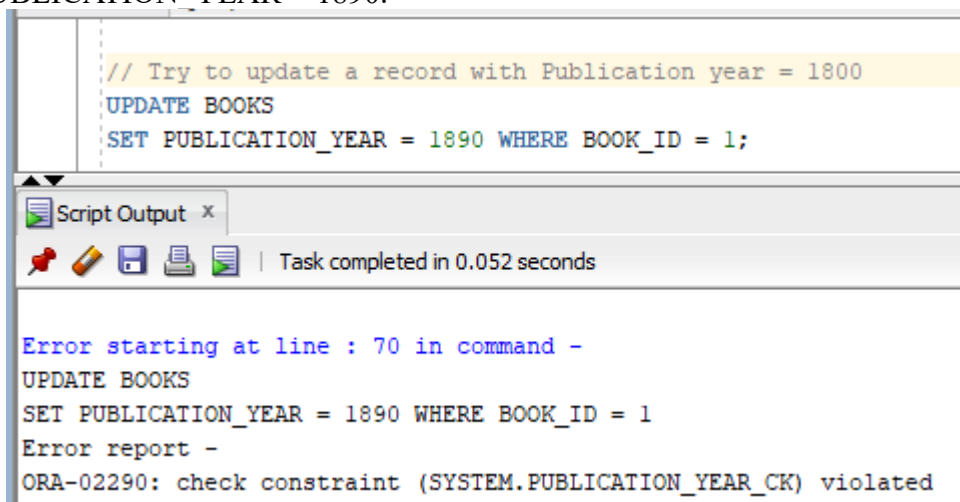 PUBLICATION_YEAR = 1890.
// Try to update a record with Publication year = 1800
UPDATE BOOKS
SET PUBLICATION_YEAR = 1890 WHERE BOOK_ID = 1;
Script Output x
Task completed in 0.052 seconds
Error starting at line : 70 in command -
UPDATE BOOKS
SET PUBLICATION_YEAR = 1890 WHERE BOOK_ID = 1
Error report -
ORA-02290: check constraint (SYSTEM.PUBLICATION_YEAR_CK) violated